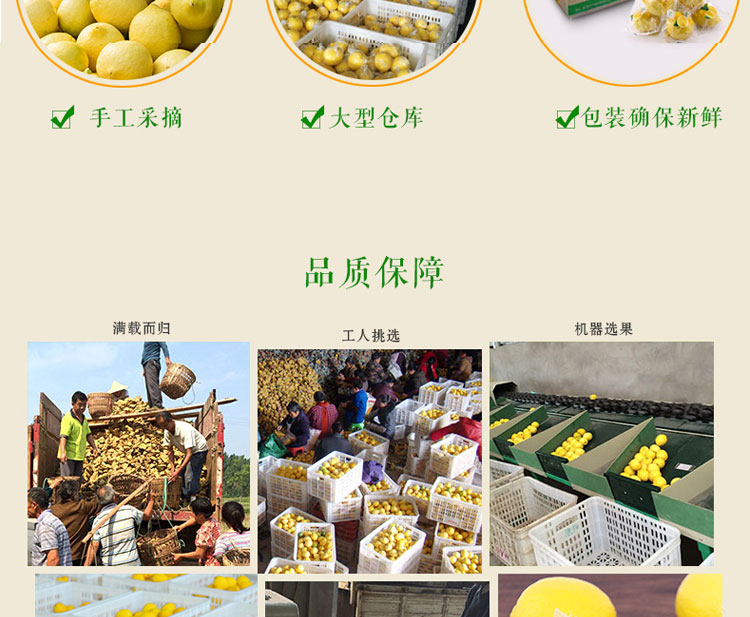 手工采摘
大型仓库
包装确保新鲜
品质保障
满载而归
工人挑选
机器选果